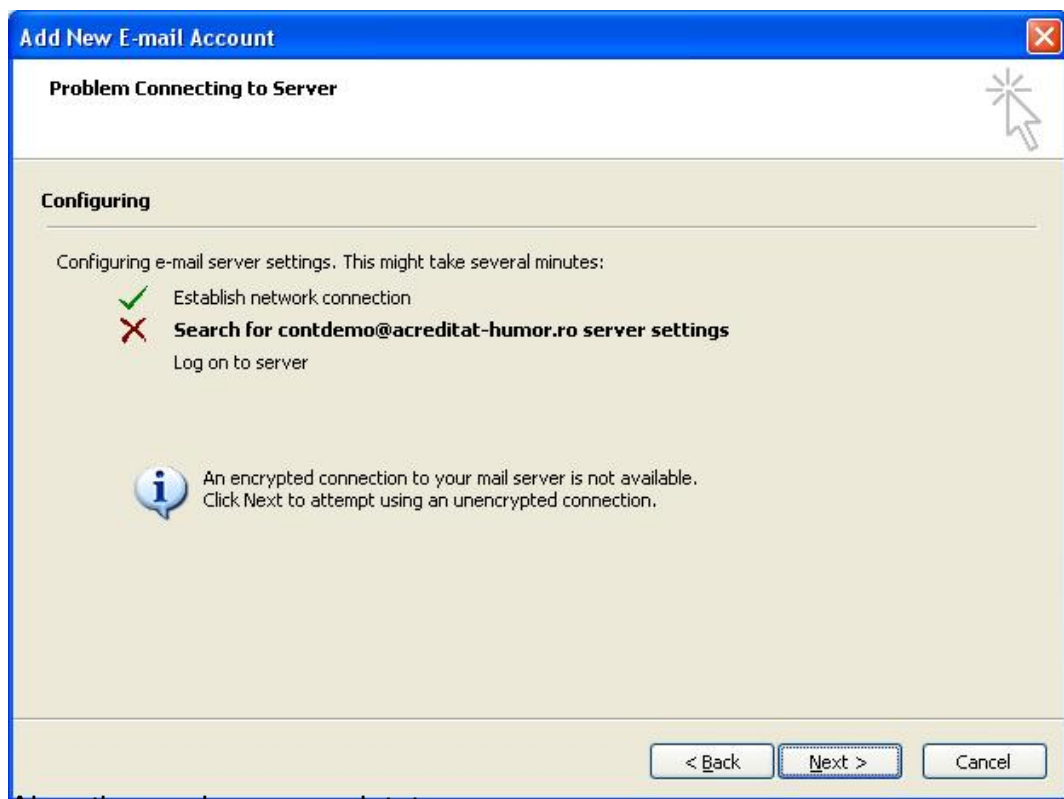 Add New E-mail Account
Problem Connecting to Server
Configuring
Configuring e-mail server settings. This might take several minutes:
Establish network connection
Search for contdemo@acreditat-humor.ro server settings
Log on to server
An encrypted connection to your mail server is not available.
Click Next to attempt using an unencrypted connection.
< Back
Next >
Cancel